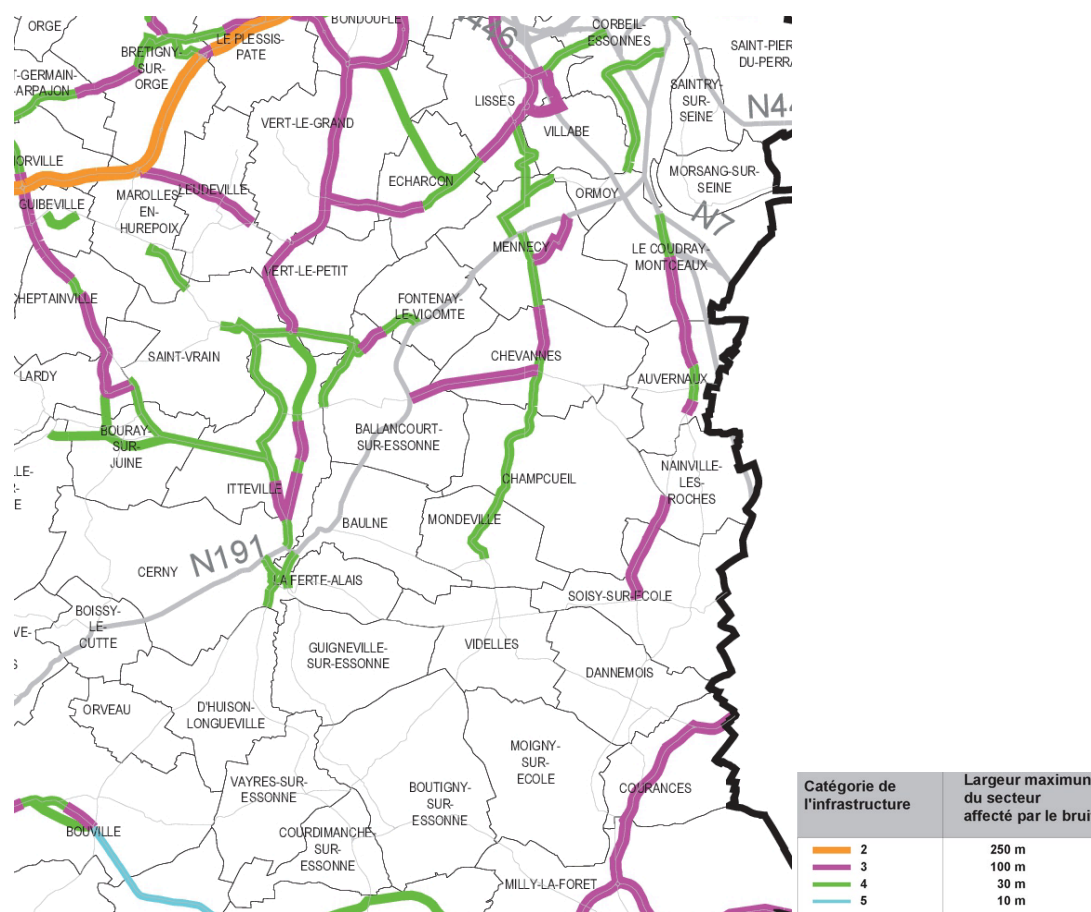 BONDOUFLE
ORGE
LE PLESSIS-
PATE
CORBEIL-
ESSONNES
BRETIGNY-
SUR-
ORGE
SAINT-PIER
DU-PERRA
T-GERMAIN-
-ARPAJON
SAINTRY-
SUR-
SEINE
LISSES
N44
VERT-LE-GRAND
VILLABE
MORSANG-SUR-
SEINE
ECHARCON
ORMOY
LEUDEVILLE
MAROLLES
EN-
HUREPOIX
GUIBEVILLE
N7
MENNECY
LE COUDRAY-
MONTCEAUX
VERT-LE-PETIT
CHEPTAINVILLE
FONTENAY-
LE-VICOMTE
SAINT-VRAIN
CHEVANNES
LARDY
AUVERNAUX
BOURAY-
SUR-
JUINE
BALLANCOURT
-SUR-ESSONNE
NAINVILLE-
LES-
ROCHES
ITTEVILLE
CHAMPCUEIL
MONDEVILLE
BAULNE
N191
CERNY
LA FERTE-ALAIS
SOISY-SUR-ECOLE
BOISSY-
LE-
CUTTE
GUIGNEVILLE
-SUR-ESSONNE
VIDELLES
DANNEMOIS
ORVEAU
D'HUISON-
LONGUEVILLE
MOIGNY-
SUR-
ECOLE
VAYRES-SUR-
ESSONNE
BOUTIGNY-
SUR-
ESSONNE
COURANCES
BOUVILLE
COURDIMANCHE-
SUR-
ESSONNE
MILLY-LA-FORET
Catégorie de
l'infrastructure
Largeur maximun
du secteur
affecté par le brui
2 250 m
3 100 m
4 30 m
5 10 m